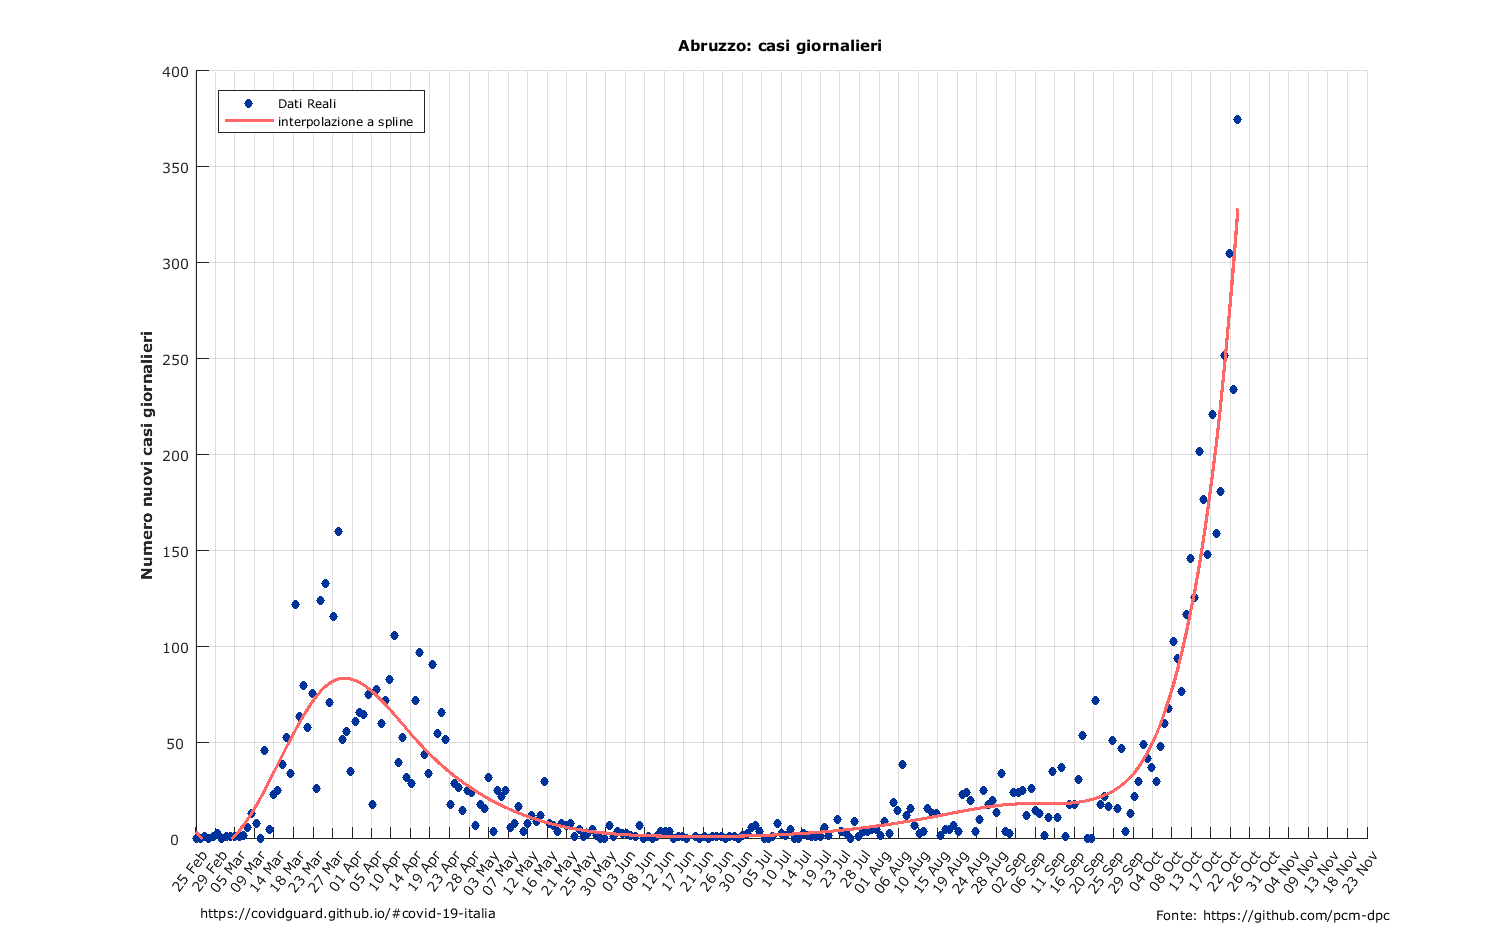 Abruzzo: casi giornalieri
400
350
300
250
200
150
100
50
0
Numero nuovi casi giornalieri
Dati Reali
interpolazione a spline
25 Feb
29 Feb
05 Mar
09 Mar
14 Mar
18 Mar
23 Mar
27 Mar
01 Apr
05 Apr
10 Apr
14 Apr
19 Apr
23 Apr
28 Apr
03 May
07 May
12 May
16 May
21 May
25 May
30 May
03 Jun
08 Jun
12 Jun
17 Jun
21 Jun
26 Jun
30 Jun
05 Jul
10 Jul
14 Jul
19 Jul
23 Jul
28 Jul
01 Aug
06 Aug
10 Aug
15 Aug
19 Aug
24 Aug
28 Aug
02 Sep
06 Sep
11 Sep
16 Sep
20 Sep
25 Sep
29 Sep
04 Oct
08 Oct
13 Oct
17 Oct
22 Oct
26 Oct
31 Oct
04 Nov
09 Nov
13 Nov
18 Nov
23 Nov
https://covidguard.github.io/#covid-19-italia
Fonte: https://github.com/pcm-dpc